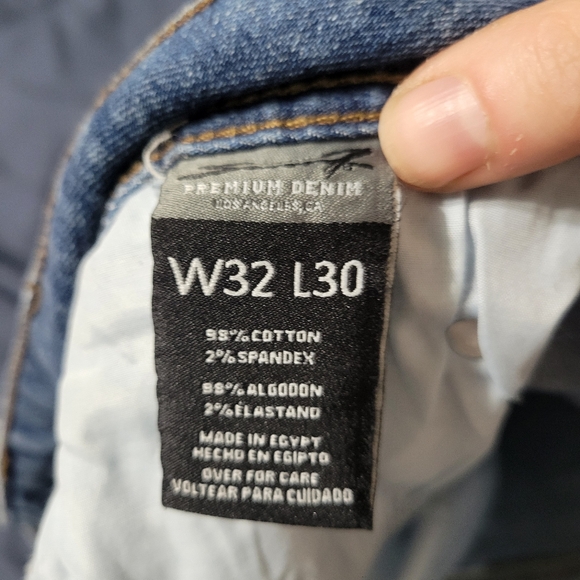 PREMIUM DENIM
LOS ANGELES, CA
W32 L30
98% COTTON
2% SPANDEX
98% ALGODON
2% ELASTANO
MADE IN EGYPT
HECHO EN EGIPTO
OVER FOR CARE
VOLTEAR PARA CUIDADO